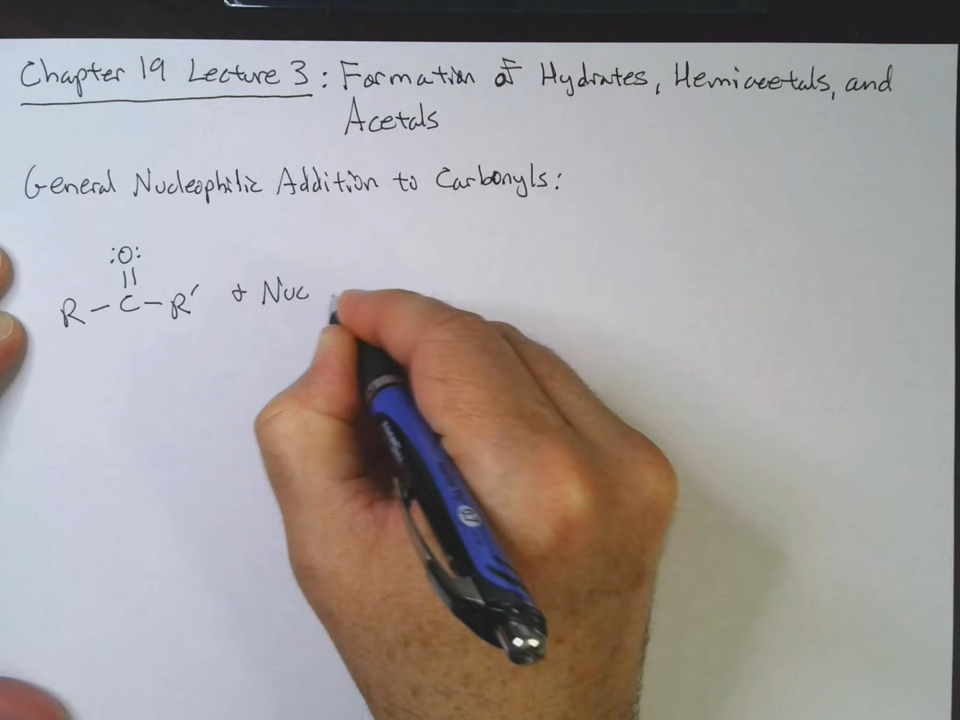 Chapter 19 Lecture 3: Formation of Hydrates, Hemiacetals, and
Acetals
General Nucleophilic Addition to Carbonyls:
:O:
||
R - C - R' + Nuc